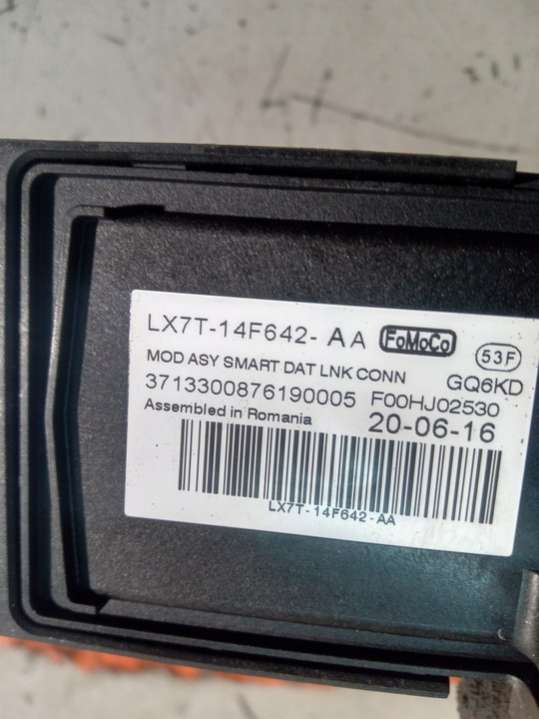 LX7T-14F642-AA FoMoCo
53F
MOD ASY SMART DAT LNK CONN GQ6KD
3713300876190005 F00HJ02530
Assembled in Romania 20-06-16
LX7T-14F642-AA